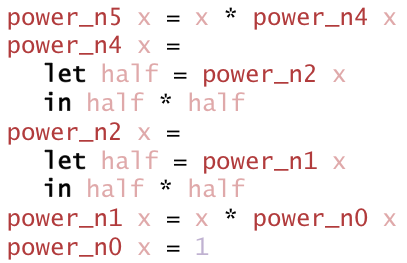 power_n5 x = x * power_n4 x
power_n4 x =
let half = power_n2 x
in half * half
power_n2 x =
let half = power_n1 x
in half * half
power_n1 x = x * power_n0 x
power_n0 x = 1